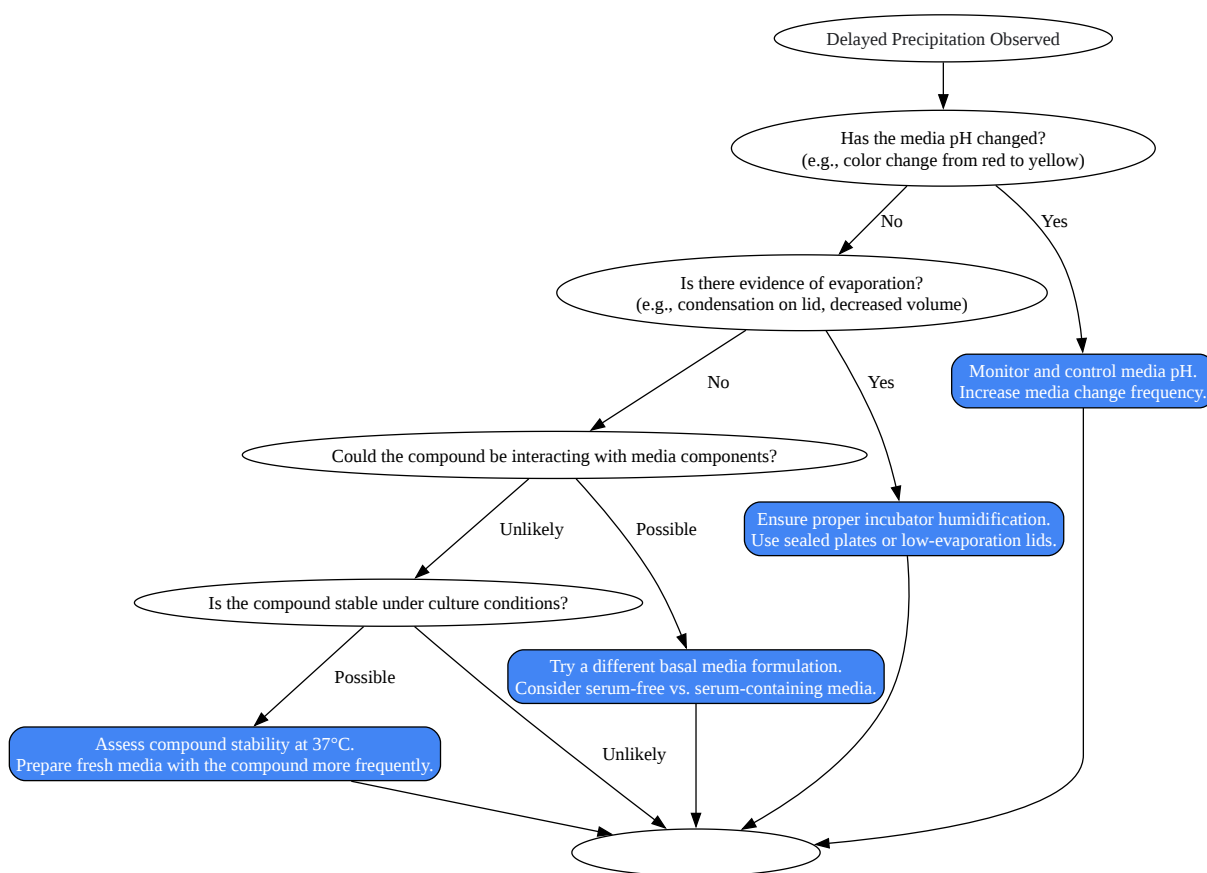 Delayed Precipitation Observed
Has the media pH changed?
(e.g., color change from red to yellow)
No
Yes
Is there evidence of evaporation?
(e.g., condensation on lid, decreased volume)
Monitor and control media pH.
Increase media change frequency.
No
Yes
Could the compound be interacting with media components?
Ensure proper incubator humidification.
Use sealed plates or low-evaporation lids.
Unlikely
Possible
Is the compound stable under culture conditions?
Try a different basal media formulation.
Consider serum-free vs. serum-containing media.
Possible
Unlikely
Assess compound stability at 37°C.
Prepare fresh media with the compound more frequently.